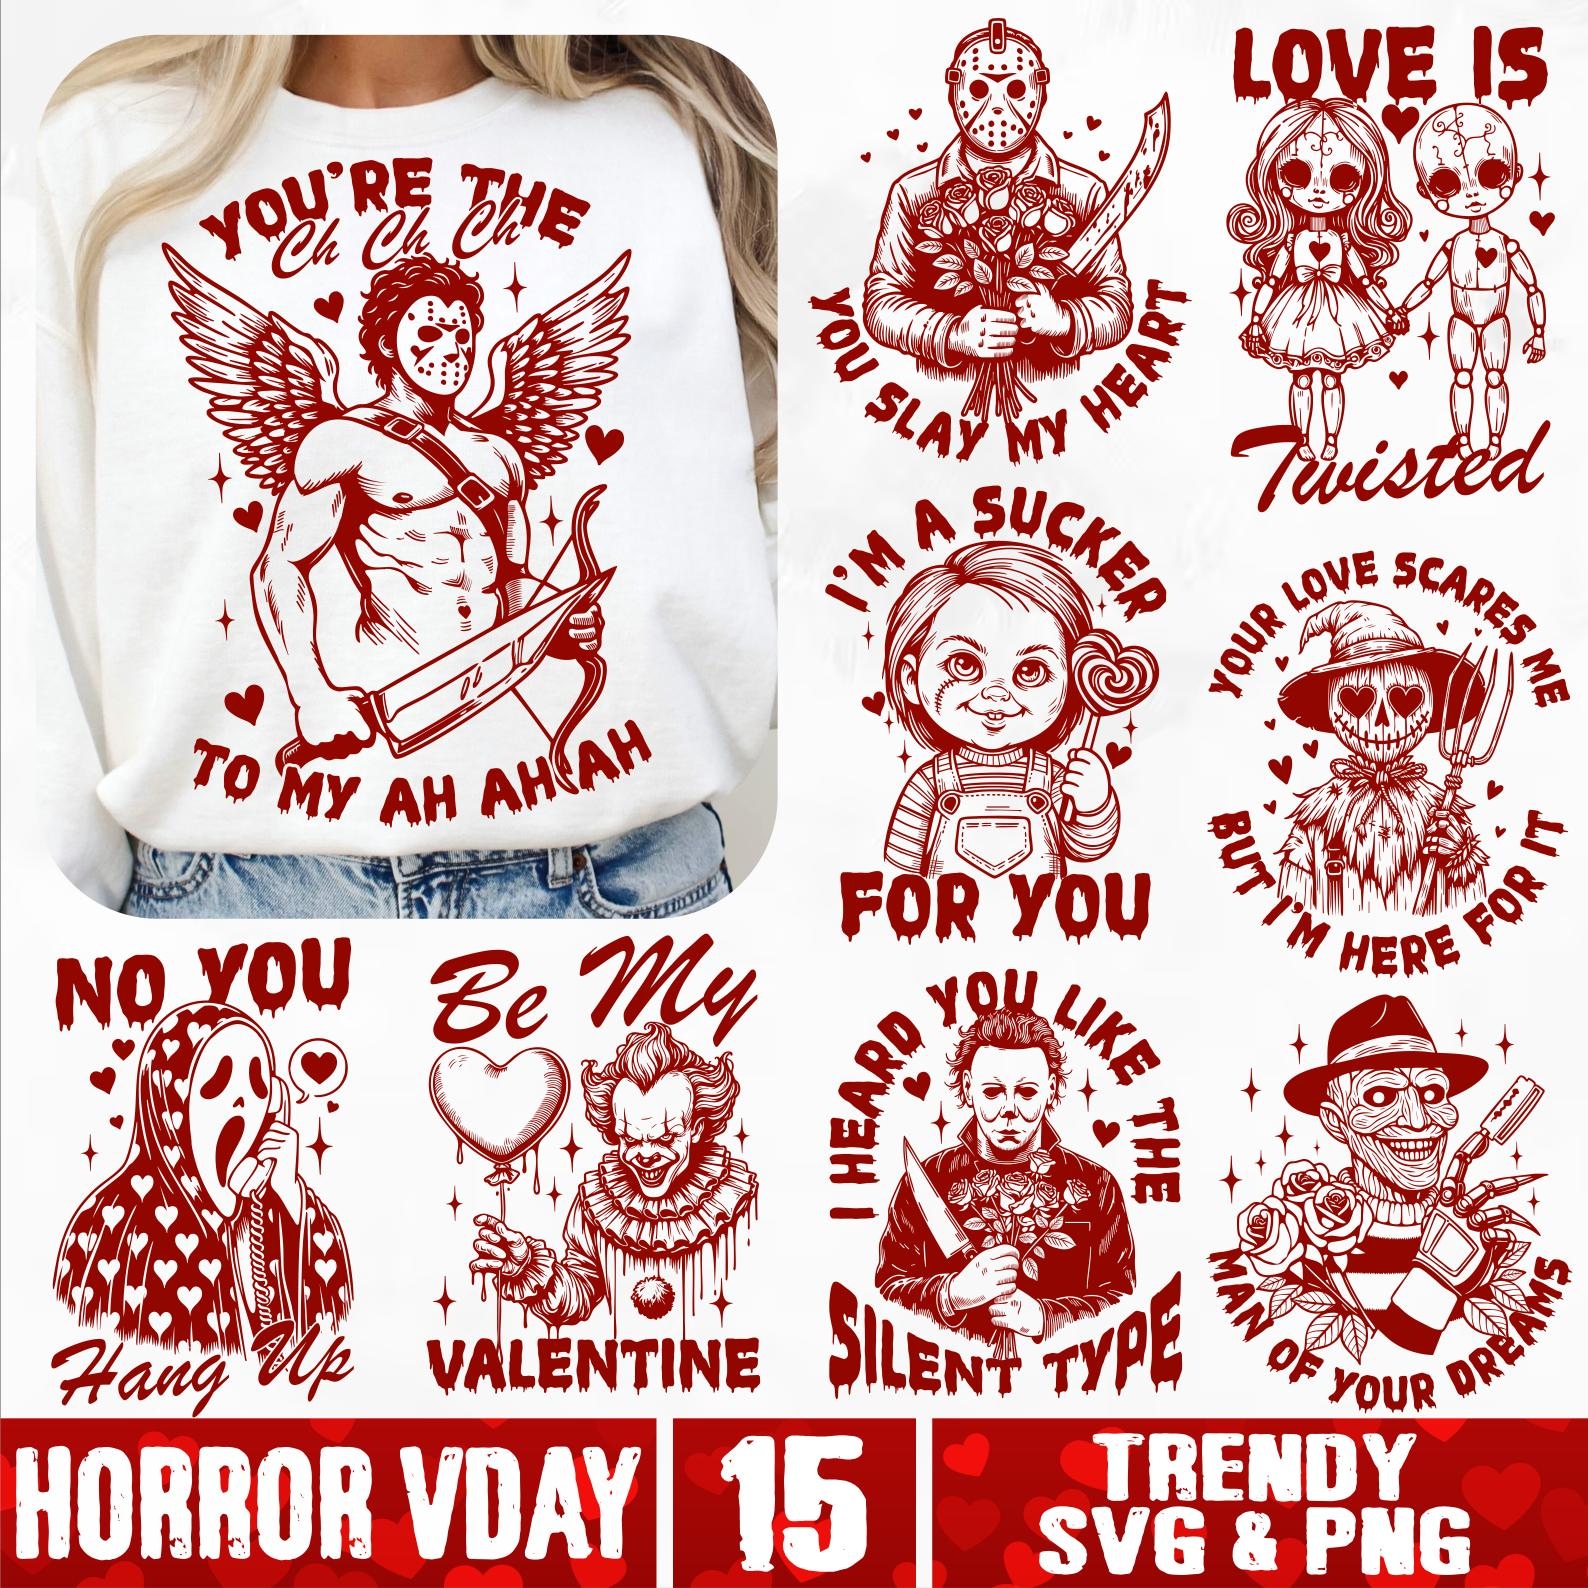 YOU'RE THE
Ch Ch Ch
TO MY AH AH AH
YOU SLAY MY HEART
LOVE IS
Twisted
I'M A SUCKER
FOR YOU
YOUR LOVE SCARES ME
BUT I'M HERE FOR IT
NO YOU
Hang Up
Be My
VALENTINE
I HEARD YOU LIKE THE
SILENT TYPE
MAN OF YOUR DREAMS
HORROR VDAY
15
TRENDY
SVG & PNG